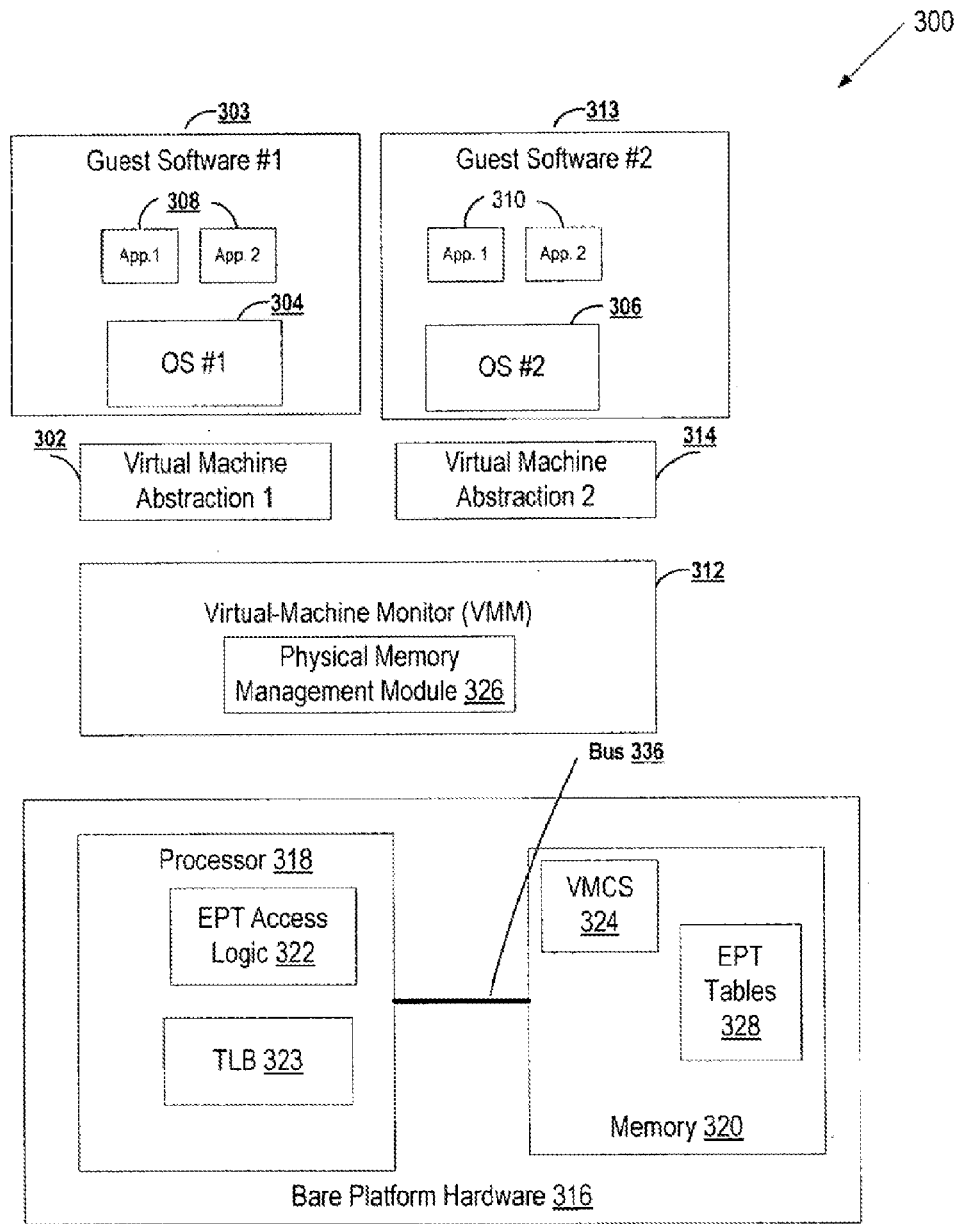 300
303
313
Guest Software #1
Guest Software #2
308
310
App.1
App. 2
App. 1
App. 2
304
306
OS #1
OS #2
302
314
Virtual Machine
Abstraction 1
Virtual Machine
Abstraction 2
312
Virtual-Machine Monitor (VMM)
Physical Memory
Management Module 326
Bus 336
Processor 318
EPT Access
Logic 322
TLB 323
VMCS
324
EPT
Tables
328
Memory 320
Bare Platform Hardware 316